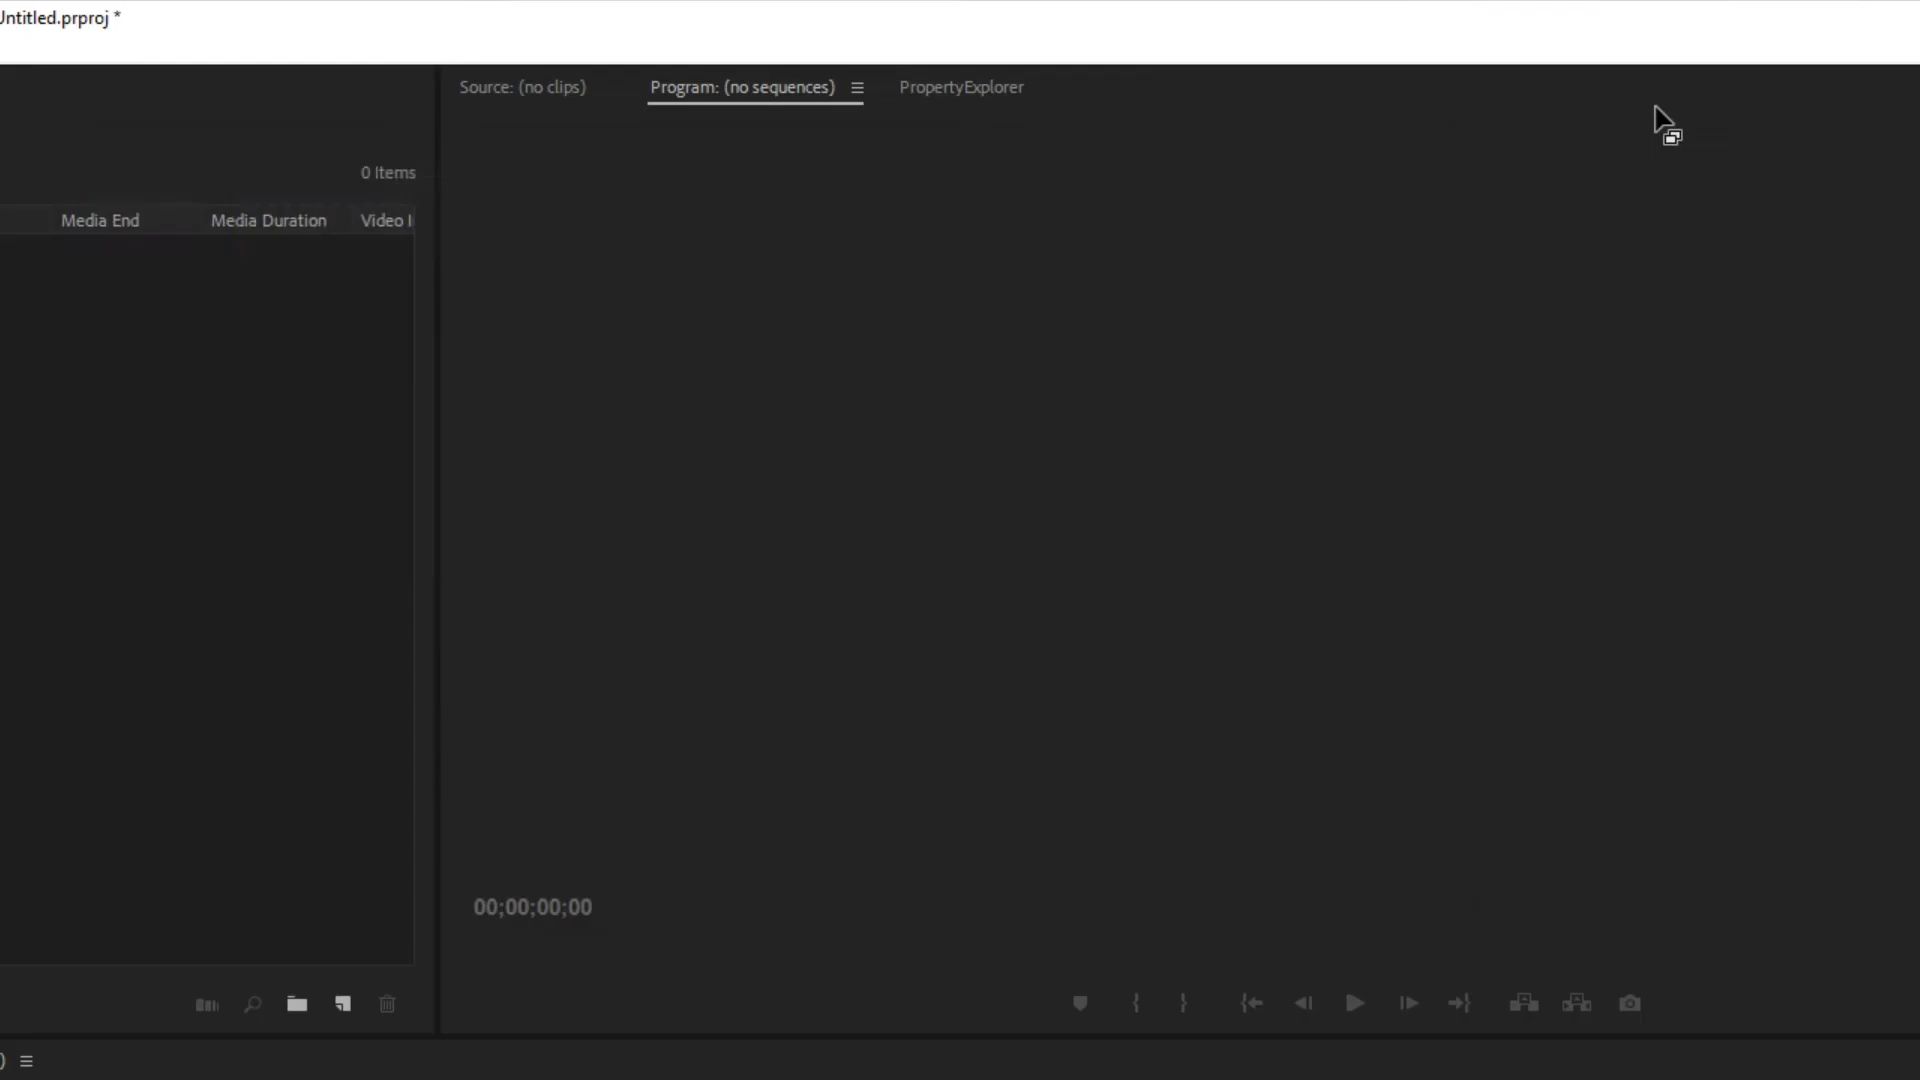 Untitled.prproj *
Source: (no clips)
Program: (no sequences)
PropertyExplorer
0 Items
Media End
Media Duration
Video I
00;00;00;00
)